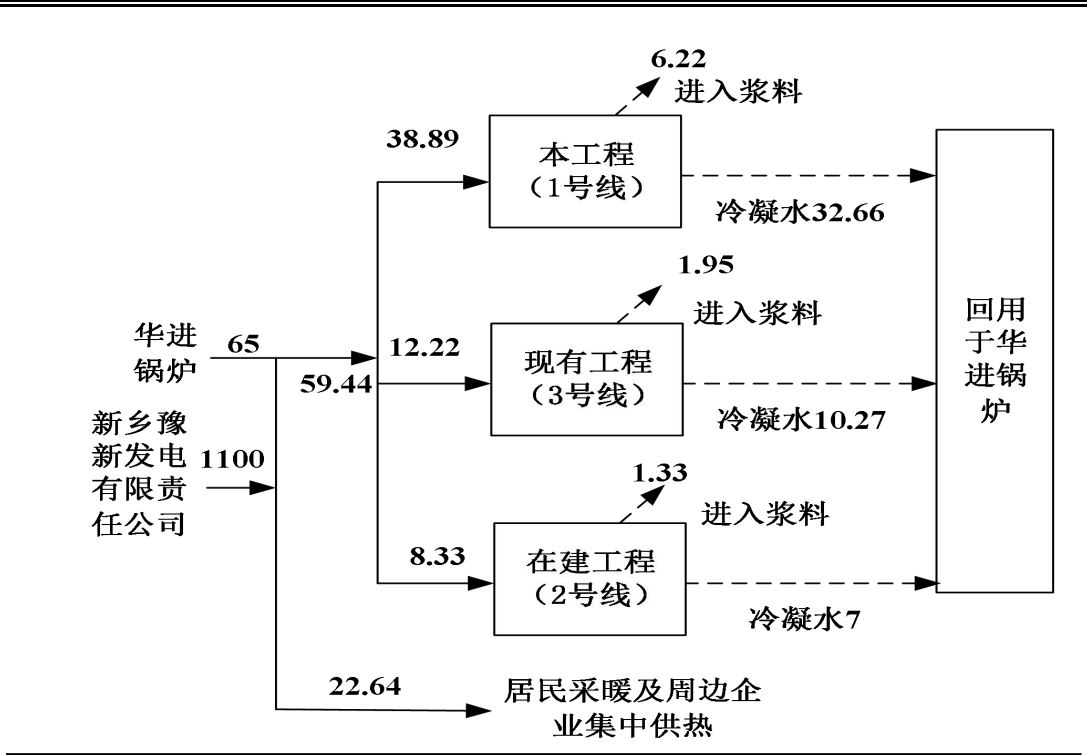 6.22
进入浆料
38.89
本工程
（1号线）
冷凝水32.66
1.95
进入浆料
华进
锅炉
65
59.44
12.22
现有工程
（3号线）
冷凝水10.27
回用
于华
进锅
炉
新乡豫
新发电
有限责
任公司
1100
1.33
进入浆料
8.33
在建工程
（2号线）
冷凝水7
22.64
居民采暖及周边企
业集中供热